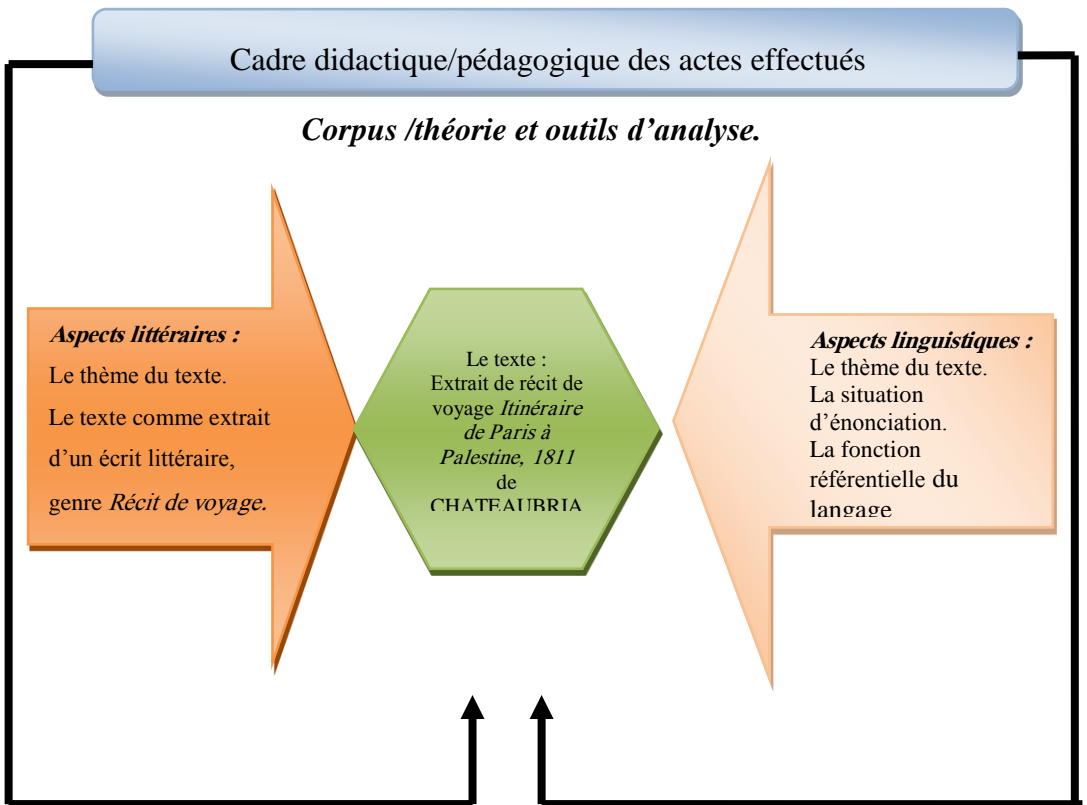 Cadre didactique/pédagogique des actes effectués
Corpus /théorie et outils d’analyse.
Aspects littéraires :
Le thème du texte.
Le texte comme extrait
d’un écrit littéraire,
genre Récit de voyage.
Le texte :
Extrait de récit de
voyage Itinéraire
de Paris à
Palestine, 1811
de
CHATEAUBRIA
Aspects linguistiques :
Le thème du texte.
La situation
d’énonciation.
La fonction
référentielle du
langage